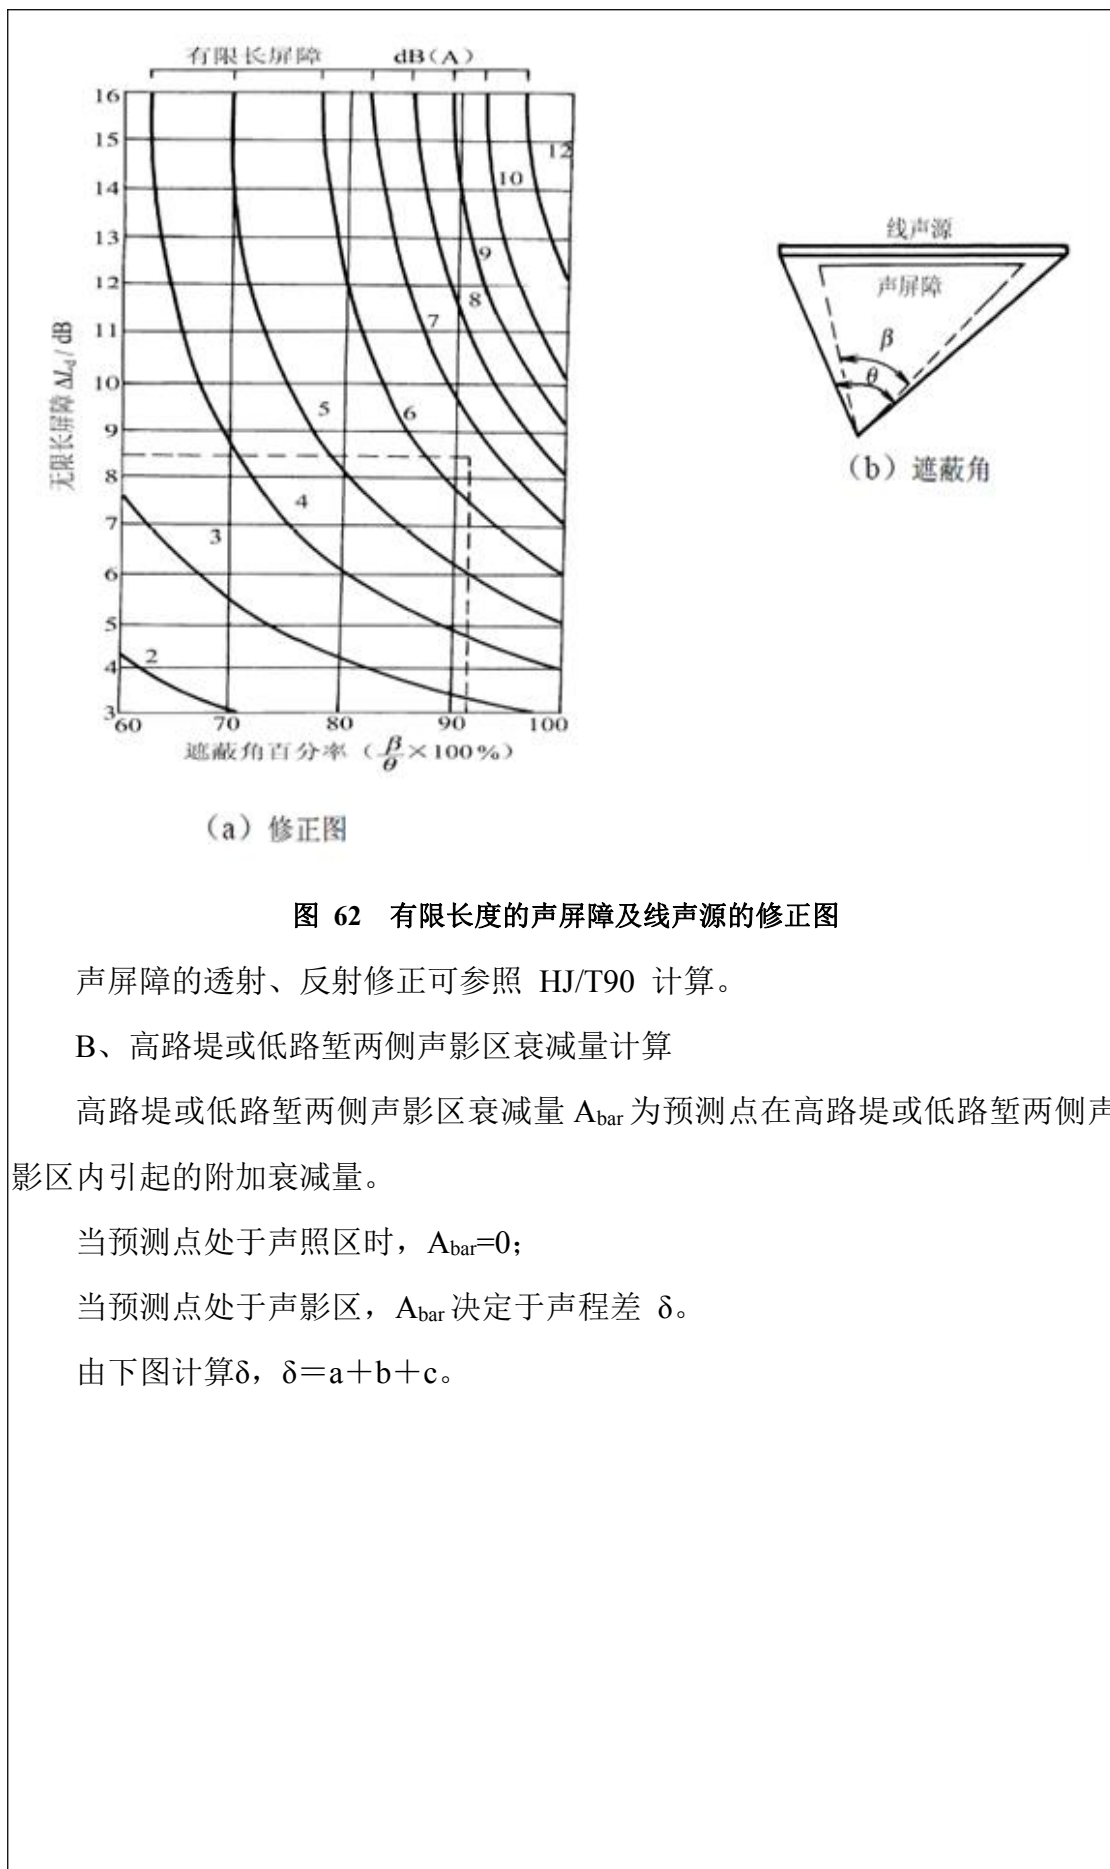 有限长屏障 dB(A)
16
15
14
13
12
11
10
9
8
7
6
5
4
3
无限长屏障 ΔLd / dB
12
10
9
8
7
6
5
4
3
2
60 70 80 90 100
遮蔽角百分率（β/θ×100%）
（a）修正图
线声源
声屏障
β
θ
（b）遮蔽角
图 62 有限长度的声屏障及线声源的修正图
声屏障的透射、反射修正可参照 HJ/T90 计算。
B、高路堤或低路堑两侧声影区衰减量计算
高路堤或低路堑两侧声影区衰减量 Abar 为预测点在高路堤或低路堑两侧声
影区内引起的附加衰减量。
当预测点处于声照区时，Abar=0；
当预测点处于声影区，Abar 决定于声程差 δ。
由下图计算δ，δ＝a＋b＋c。